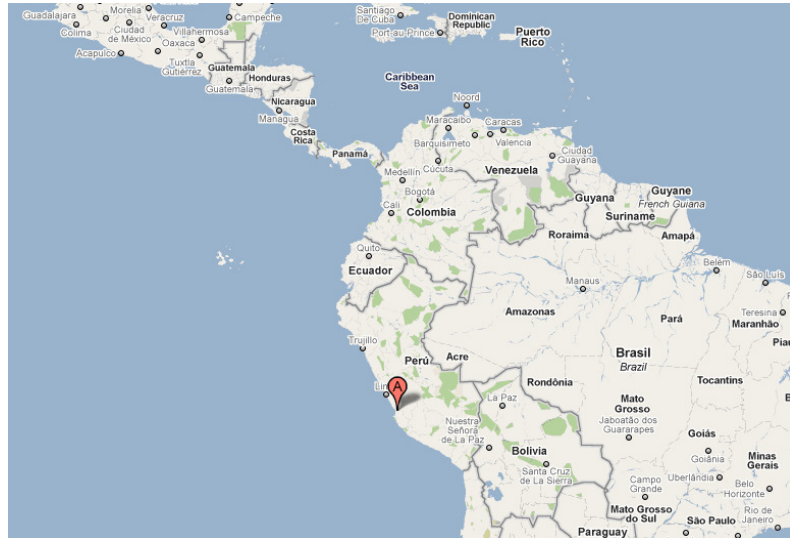 Guadalajara
Morelia
Veracruz
Campeche
Colima
Ciudad
de México
Villahermosa
Oaxaca
Acapulco
Tuxtla
Gutiérrez
Guatemala
Guatemala
Honduras
Nicaragua
Managua
Costa
Rica
Panamá
Santiago
De Cuba
Dominican
Republic
Port-au-Prince
Puerto
Rico
Caribbean
Sea
Noord
Maracaibo
Caracas
Barquisimeto
Valencia
Ciudad
Guayana
Cúcuta
Medellín
Venezuela
Bogotá
Cali
Colombia
Guyana
Guyane
French Guiana
Suriname
Roraima
Amapá
Quito
Ecuador
Belém
São Luís
Manaus
Teresina
Maranhão
Amazonas
Pará
Trujillo
Perú
Acre
Brasil
Brazil
Rondônia
Tocantins
A
La Paz
Mato
Grosso
Jaboatão dos
Guararapes
Nuestra
Señora
de La Paz
Bolivia
Goiás
Goiânia
Minas
Gerais
Santa Cruz
de La Sierra
Campo
Grande
Uberlândia
Belo
Horizonte
Mato Grosso
do Sul
São Paulo
Rio de
Janeiro
Paraguay